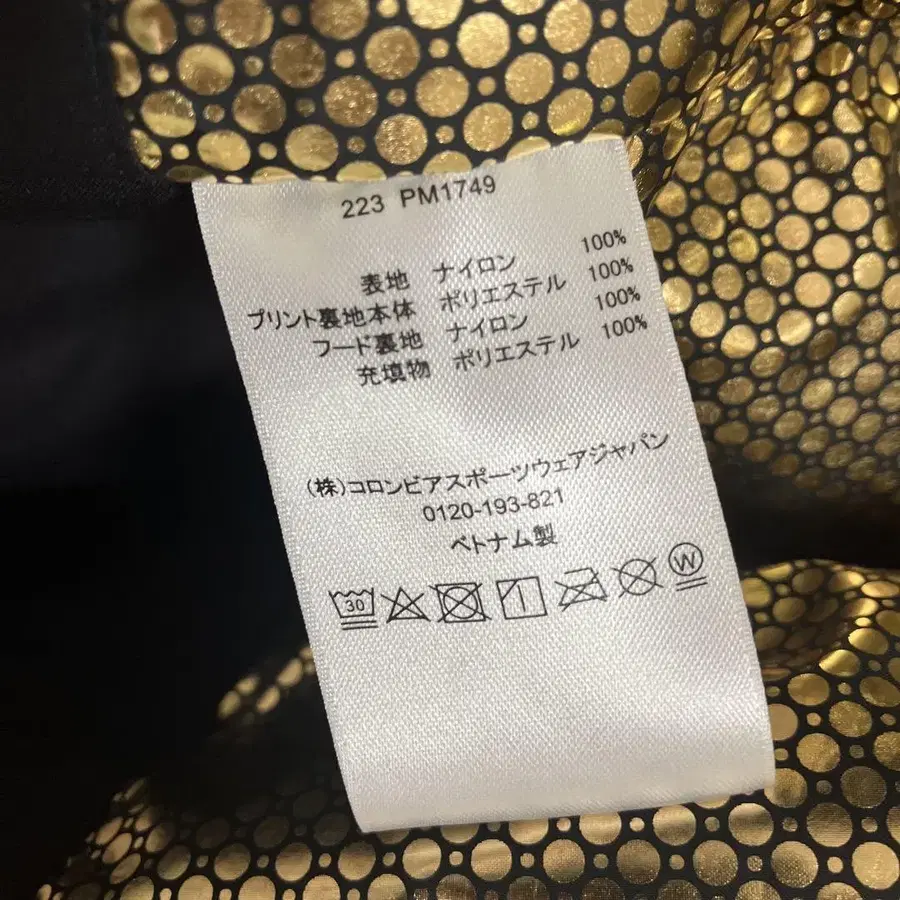 223 PM1749
表地 ナイロン 100%
プリント裏地本体 ポリエステル 100%
フード裏地 ナイロン 100%
充填物 ポリエステル 100%
(株)コロンビアスポーツウェアジャパン
0120-193-821
ベトナム製
30 W